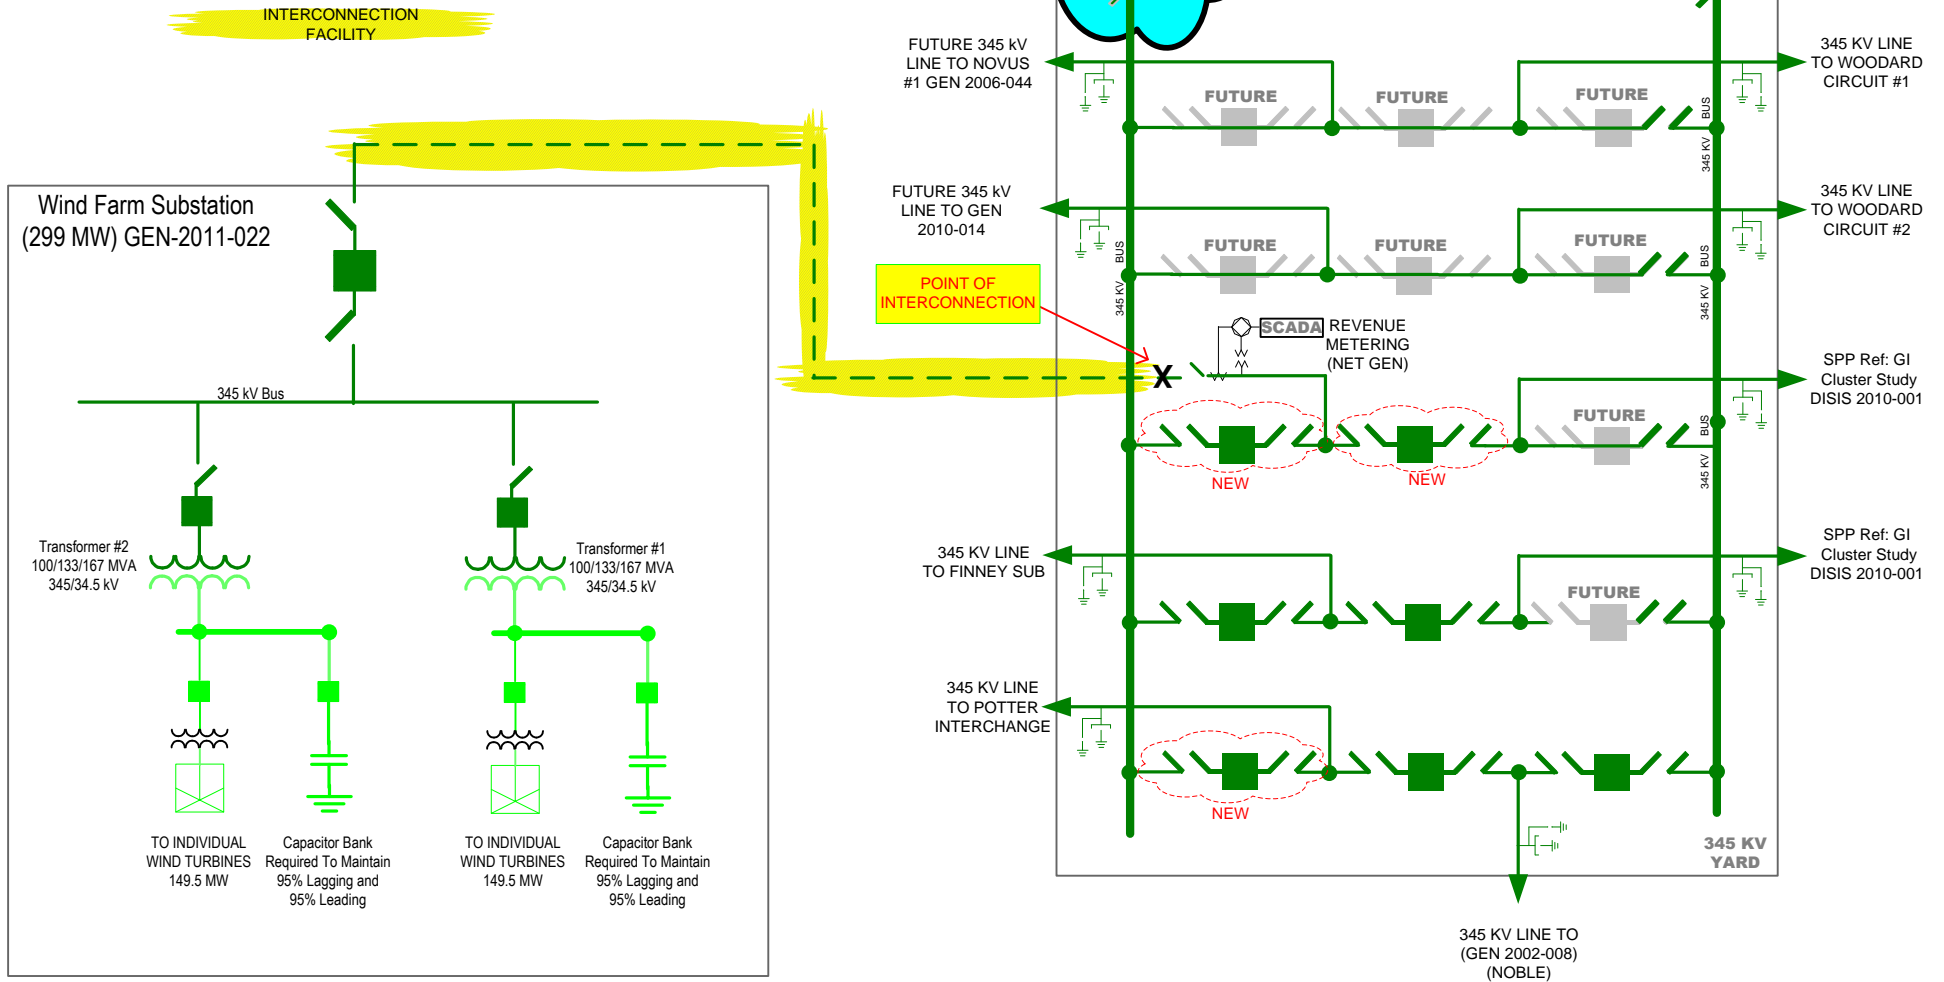 INTERCONNECTION
FACILITY
Wind Farm Substation
(299 MW) GEN-2011-022
345 kV Bus
Transformer #2
100/133/167 MVA
345/34.5 kV
Transformer #1
100/133/167 MVA
345/34.5 kV
TO INDIVIDUAL
WIND TURBINES
149.5 MW
Capacitor Bank
Required To Maintain
95% Lagging and
95% Leading
TO INDIVIDUAL
WIND TURBINES
149.5 MW
Capacitor Bank
Required To Maintain
95% Lagging and
95% Leading
FUTURE 345 kV
LINE TO NOVUS
#1 GEN 2006-044
FUTURE
FUTURE
FUTURE
345 KV BUS
345 KV LINE
TO WOODARD
CIRCUIT #1
FUTURE 345 kV
LINE TO GEN
2010-014
345 KV BUS
FUTURE
FUTURE
FUTURE
345 KV BUS
345 KV LINE
TO WOODARD
CIRCUIT #2
POINT OF
INTERCONNECTION
X
SCADA
REVENUE
METERING
(NET GEN)
NEW
NEW
FUTURE
345 KV BUS
SPP Ref: GI
Cluster Study
DISIS 2010-001
345 KV LINE
TO FINNEY SUB
FUTURE
SPP Ref: GI
Cluster Study
DISIS 2010-001
345 KV LINE
TO POTTER
INTERCHANGE
NEW
345 KV
YARD
345 KV LINE TO
(GEN 2002-008)
(NOBLE)